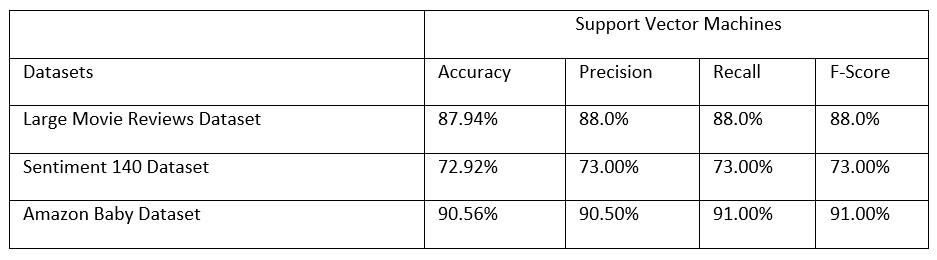 Support Vector Machines
Datasets Accuracy Precision Recall F-Score
Large Movie Reviews Dataset 87.94% 88.0% 88.0% 88.0%
Sentiment 140 Dataset 72.92% 73.00% 73.00% 73.00%
Amazon Baby Dataset 90.56% 90.50% 91.00% 91.00%